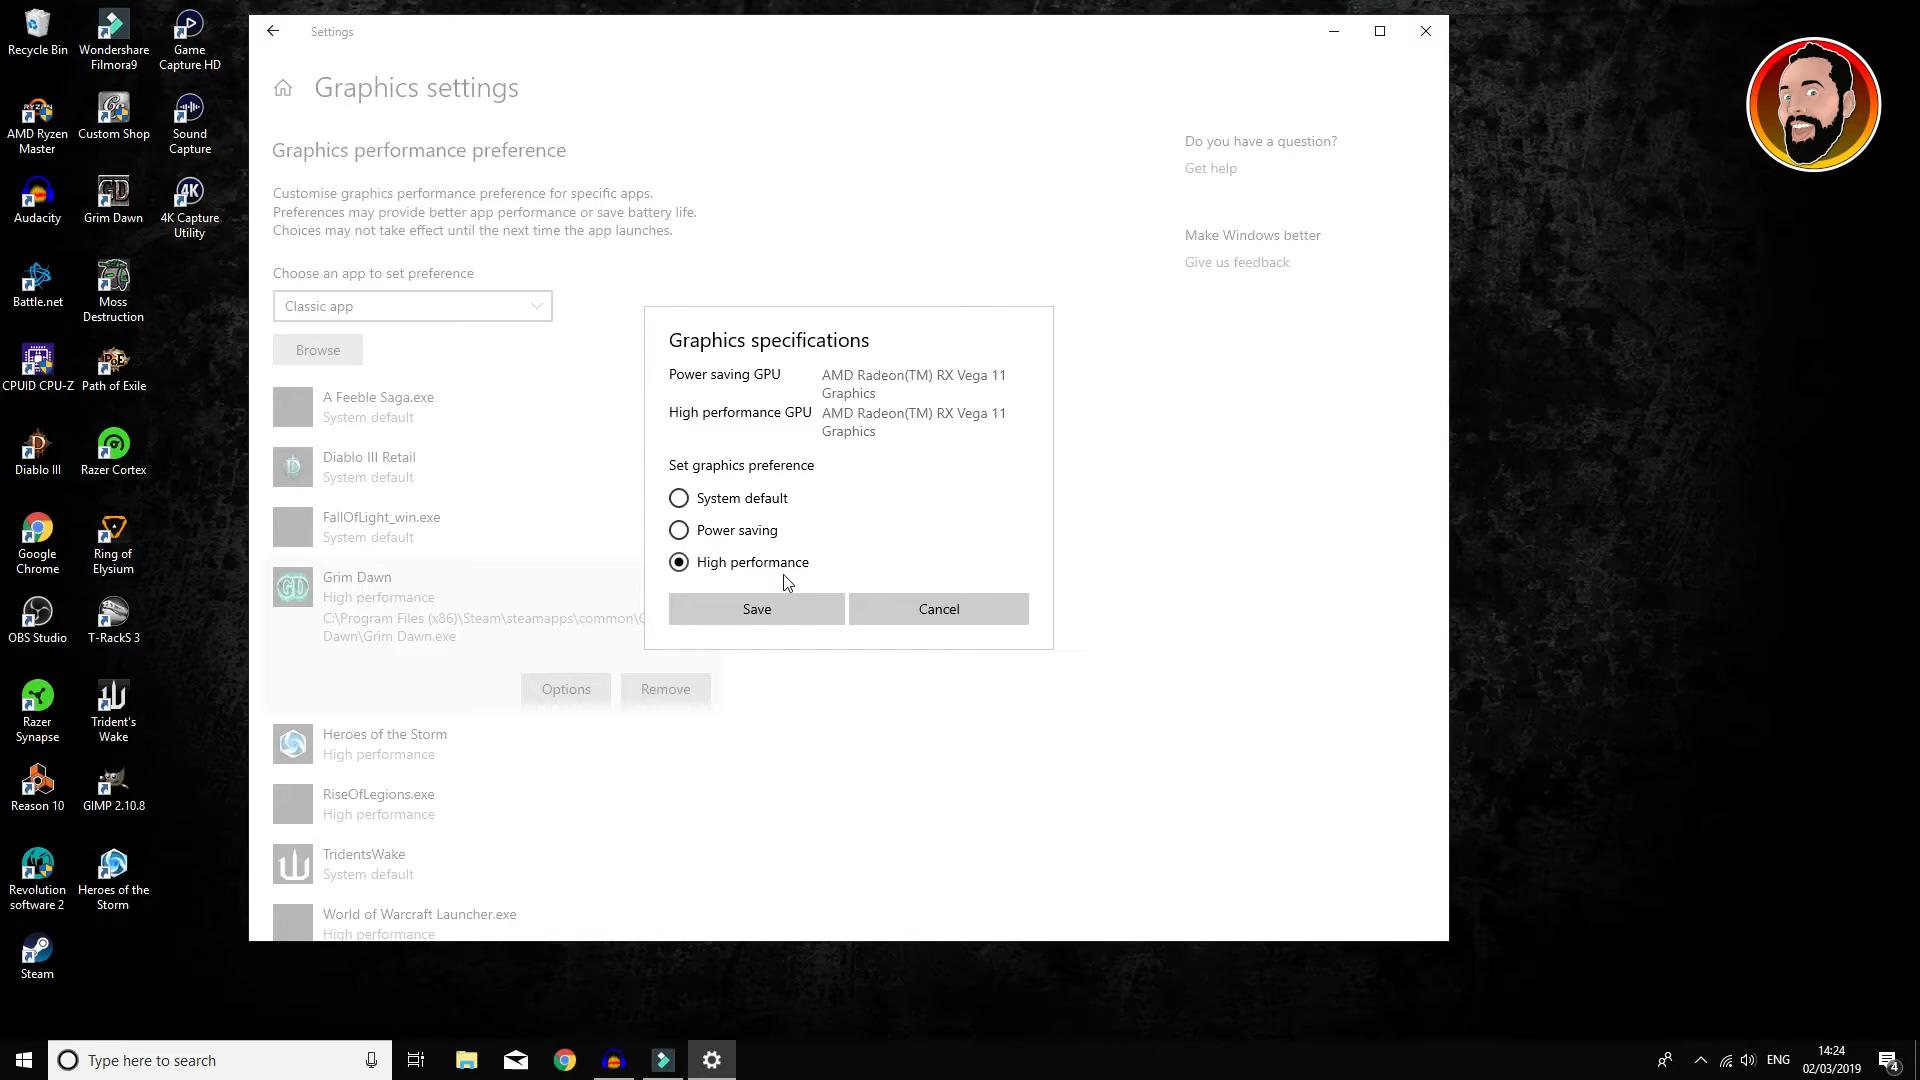 Recycle Bin
Wondershare
Filmora9
Game
Capture HD
AMD Ryzen
Master
Custom Shop
Sound
Capture
Audacity
Grim Dawn
4K Capture
Utility
Battle.net
Moss
Destruction
CPUID CPU-Z
Path of Exile
Diablo III
Razer Cortex
Google
Chrome
Ring of
Elysium
OBS Studio
T-RackS 3
Razer
Synapse
Trident's
Wake
Reason 10
GIMP 2.10.8
Revolution
software 2
Heroes of the
Storm
Steam
Settings
Graphics settings
Graphics performance preference
Customise graphics performance preference for specific apps.
Preferences may provide better app performance or save battery life.
Choices may not take effect until the next time the app launches.
Choose an app to set preference
Classic app
Browse
A Feeble Saga.exe
System default
Diablo III Retail
System default
FallOfLight_win.exe
System default
Grim Dawn
High performance
C:\Program Files (x86)\Steam\steamapps\common\
Dawn\Grim Dawn.exe
Options
Remove
Heroes of the Storm
High performance
RiseOfLegions.exe
High performance
TridentsWake
System default
World of Warcraft Launcher.exe
High performance
Do you have a question?
Get help
Make Windows better
Give us feedback
Graphics specifications
Power saving GPU
AMD Radeon(TM) RX Vega 11
Graphics
High performance GPU
AMD Radeon(TM) RX Vega 11
Graphics
Set graphics preference
System default
Power saving
High performance
Save
Cancel
Type here to search
ENG
14:24
02/03/2019
4